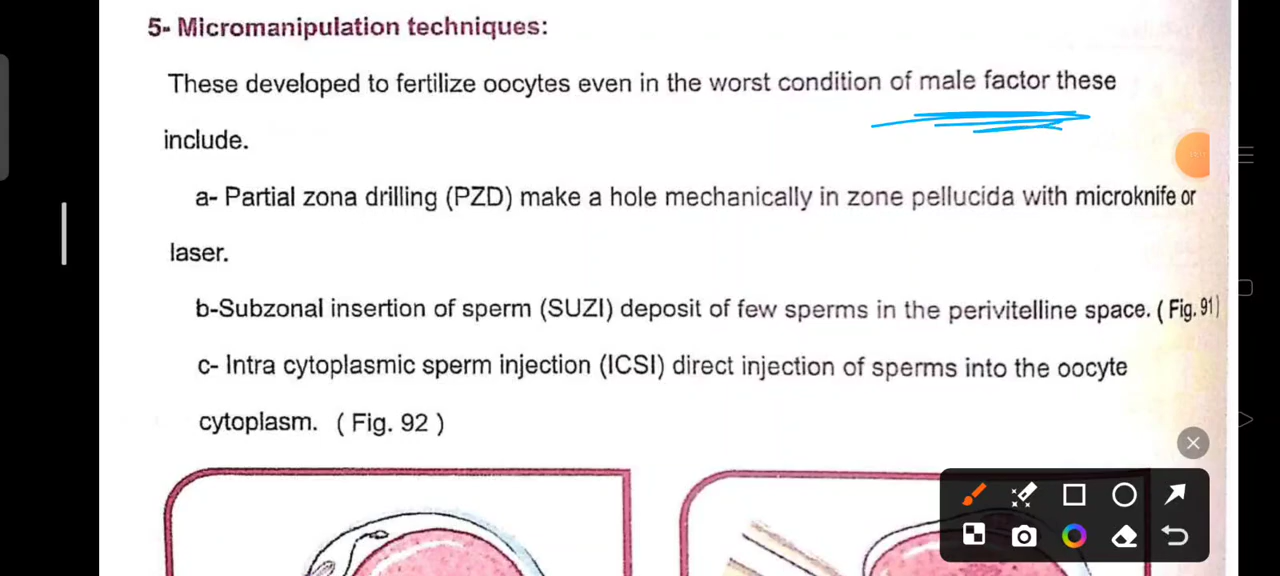 5- Micromanipulation techniques:
These developed to fertilize oocytes even in the worst condition of male factor these
include.
a- Partial zona drilling (PZD) make a hole mechanically in zone pellucida with microknife or
laser.
b-Subzonal insertion of sperm (SUZI) deposit of few sperms in the perivitelline space. ( Fig. 91)
c- Intra cytoplasmic sperm injection (ICSI) direct injection of sperms into the oocyte
cytoplasm. ( Fig. 92 )